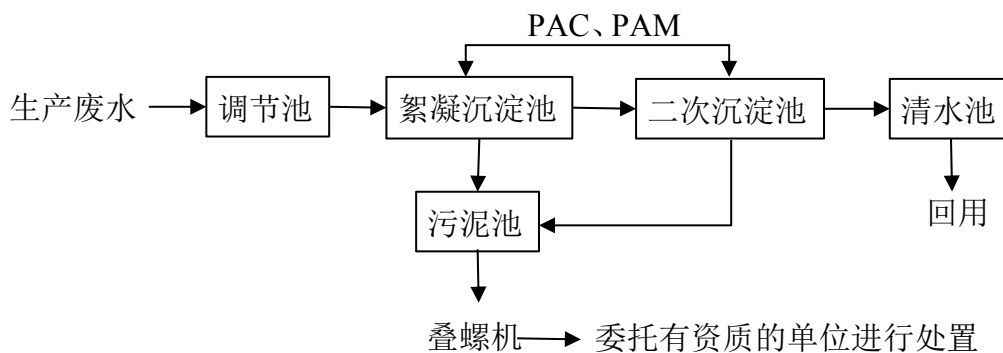 PAC、PAM
生产废水
调节池
絮凝沉淀池
二次沉淀池
清水池
污泥池
回用
叠螺机
委托有资质的单位进行处置